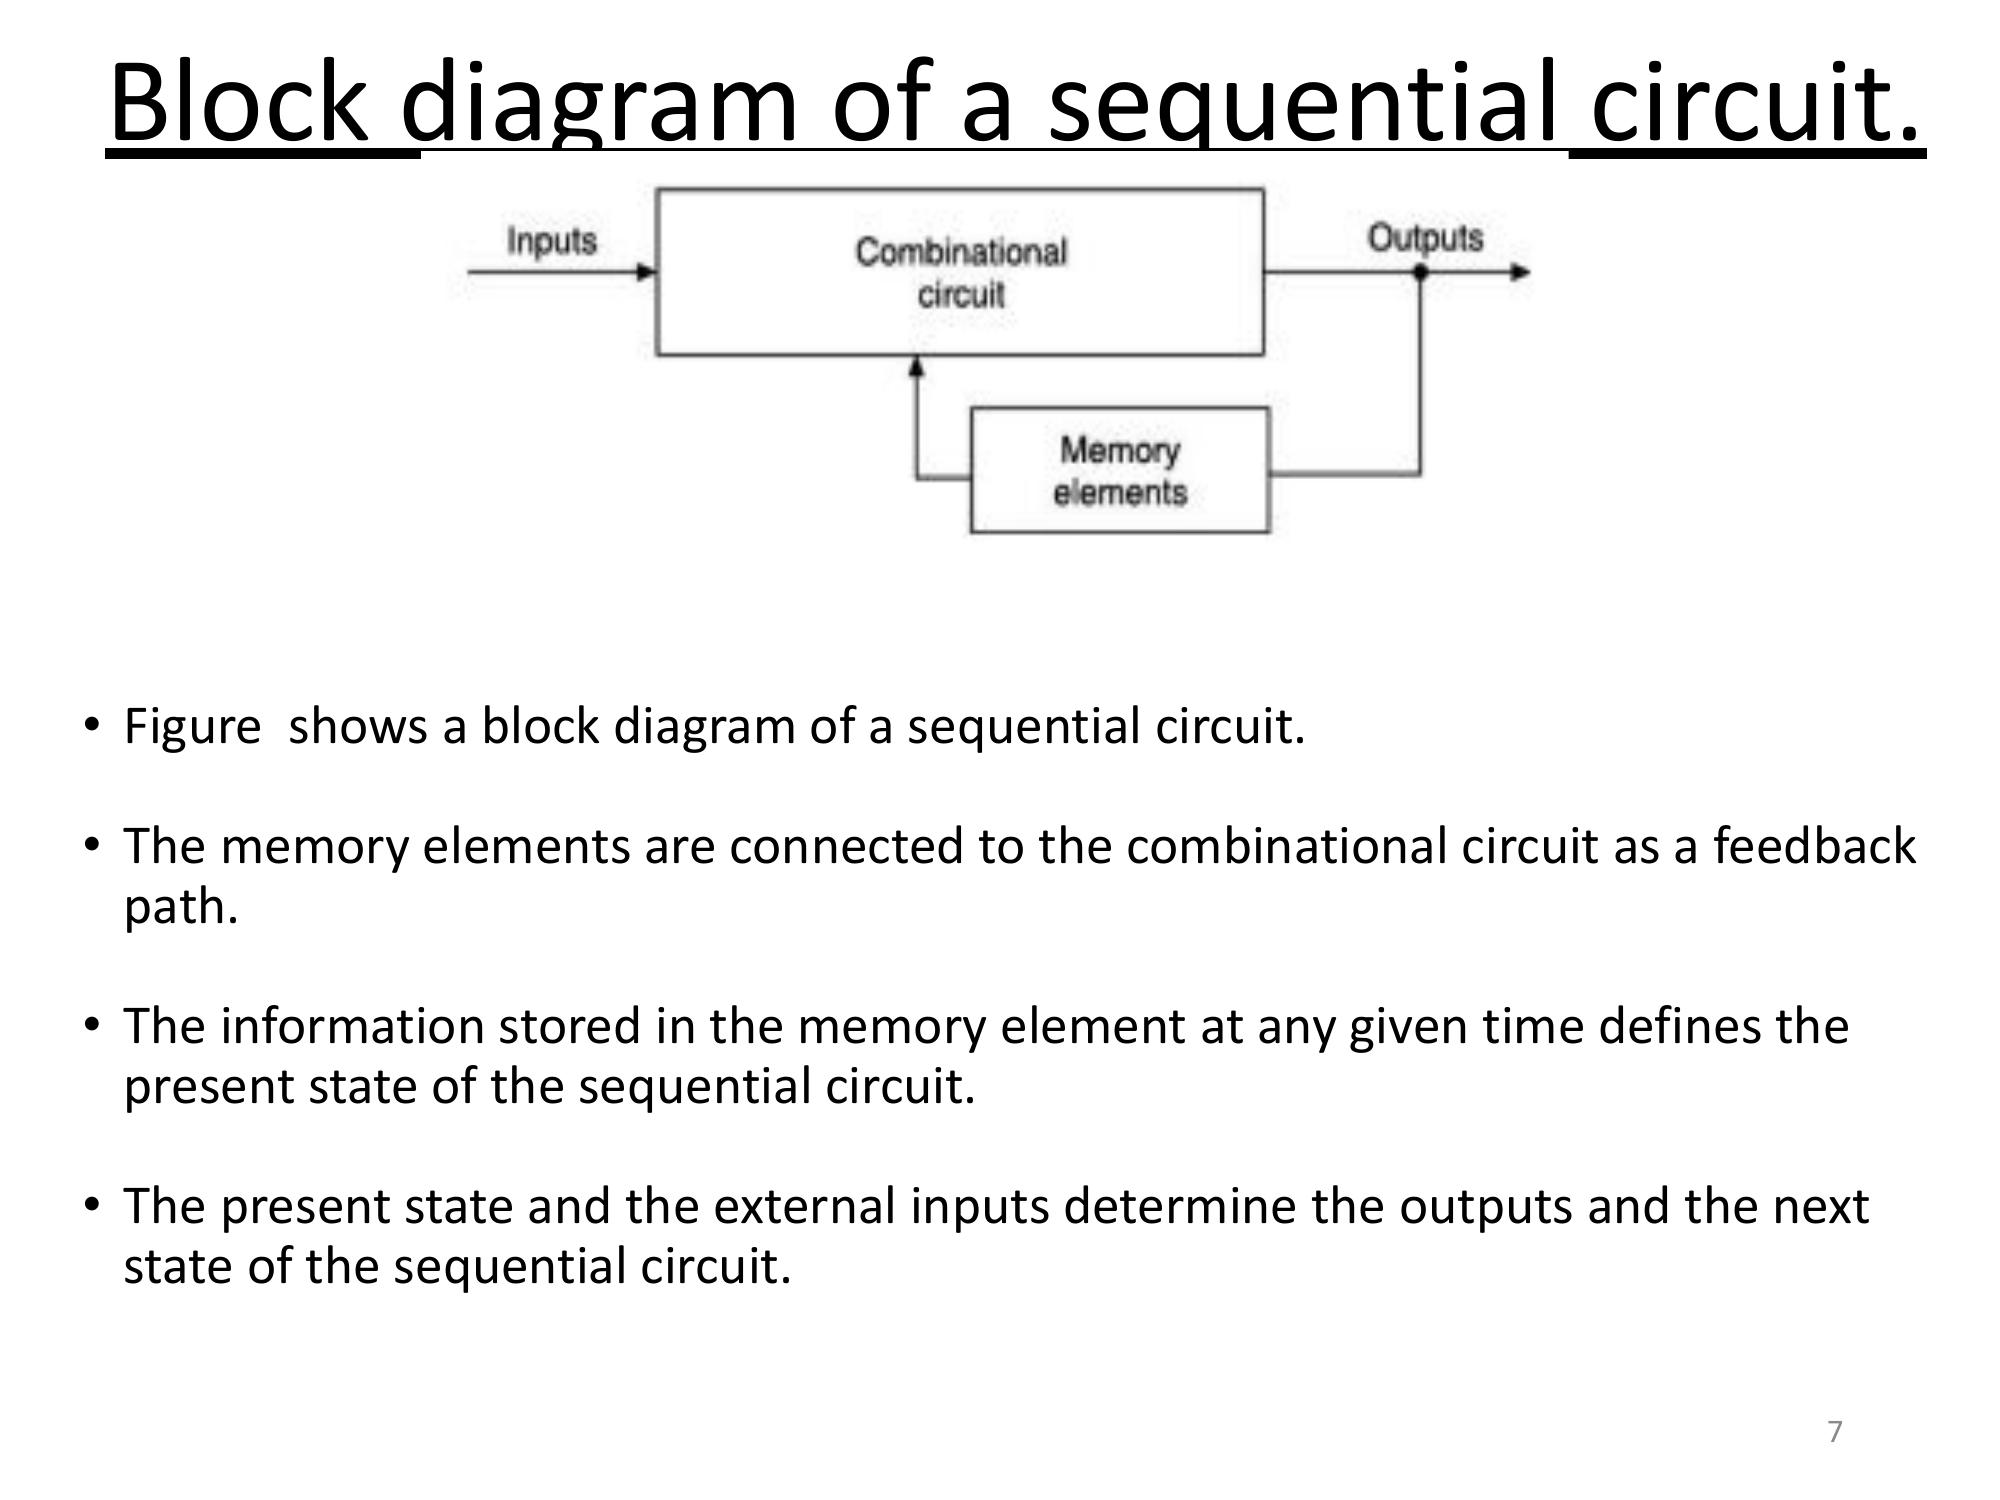 Block diagram of a sequential circuit.
Inputs
Combinational
circuit
Outputs
Memory
elements
• Figure  shows a block diagram of a sequential circuit.
• The memory elements are connected to the combinational circuit as a feedback
path.
• The information stored in the memory element at any given time defines the
present state of the sequential circuit.
• The present state and the external inputs determine the outputs and the next
state of the sequential circuit.
7